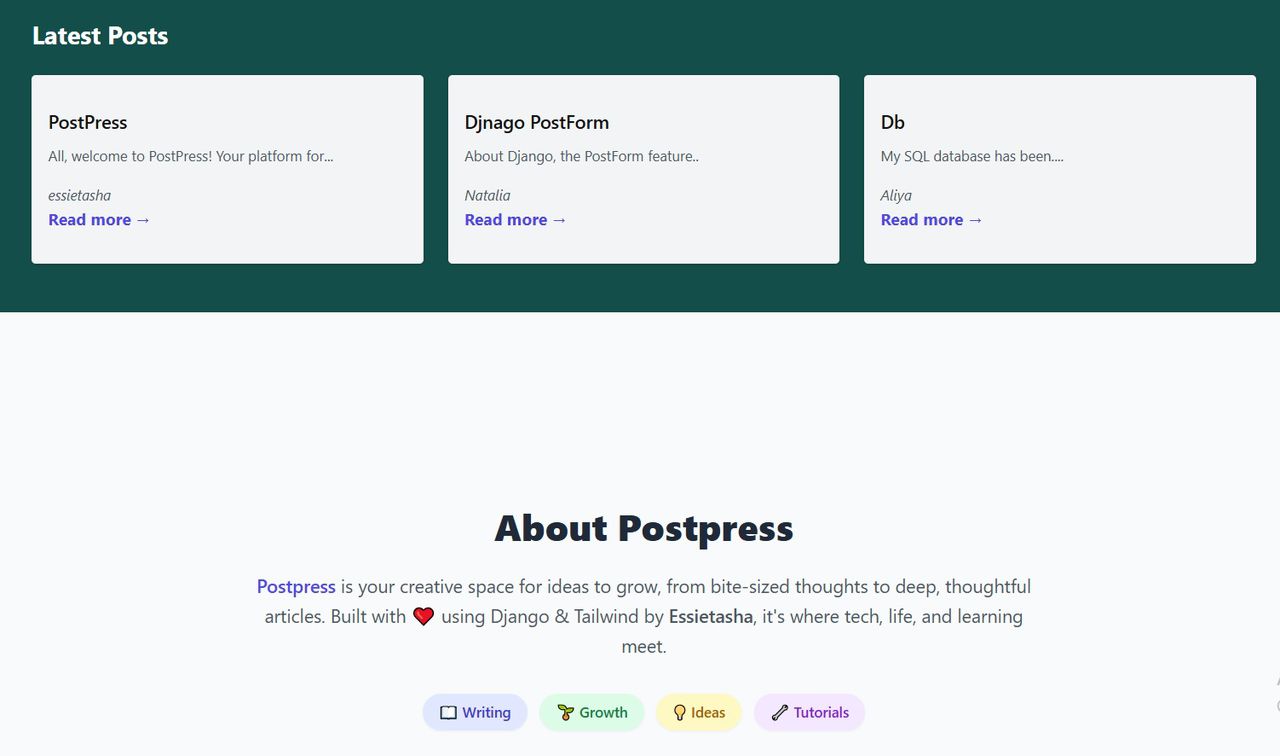 Latest Posts
PostPress
All, welcome to PostPress! Your platform for...
essietasha
Read more →
Djnago PostForm
About Django, the PostForm feature..
Natalia
Read more →
Db
My SQL database has been....
Aliya
Read more →
About Postpress
Postpress is your creative space for ideas to grow, from bite-sized thoughts to deep, thoughtful
articles. Built with ❤️ using Django & Tailwind by Essietasha, it's where tech, life, and learning
meet.
📖 Writing
🌱 Growth
💡 Ideas
🔧 Tutorials